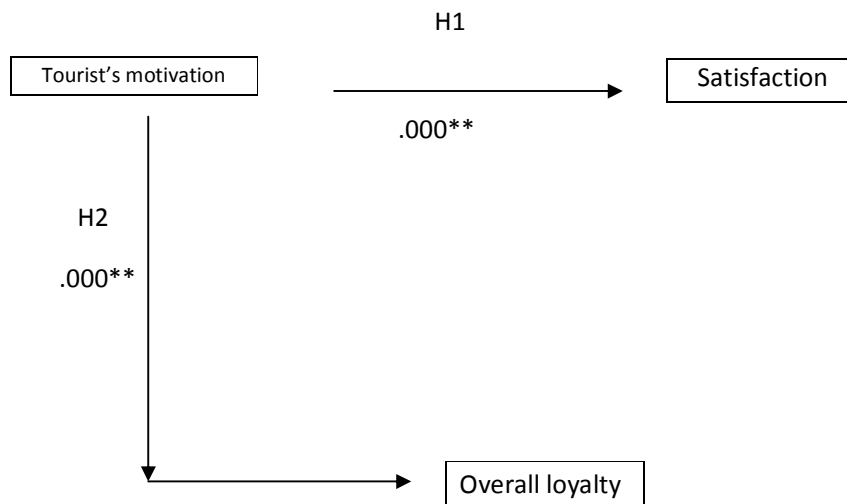 H1
Tourist’s motivation
Satisfaction
.000**
H2
.000**
Overall loyalty